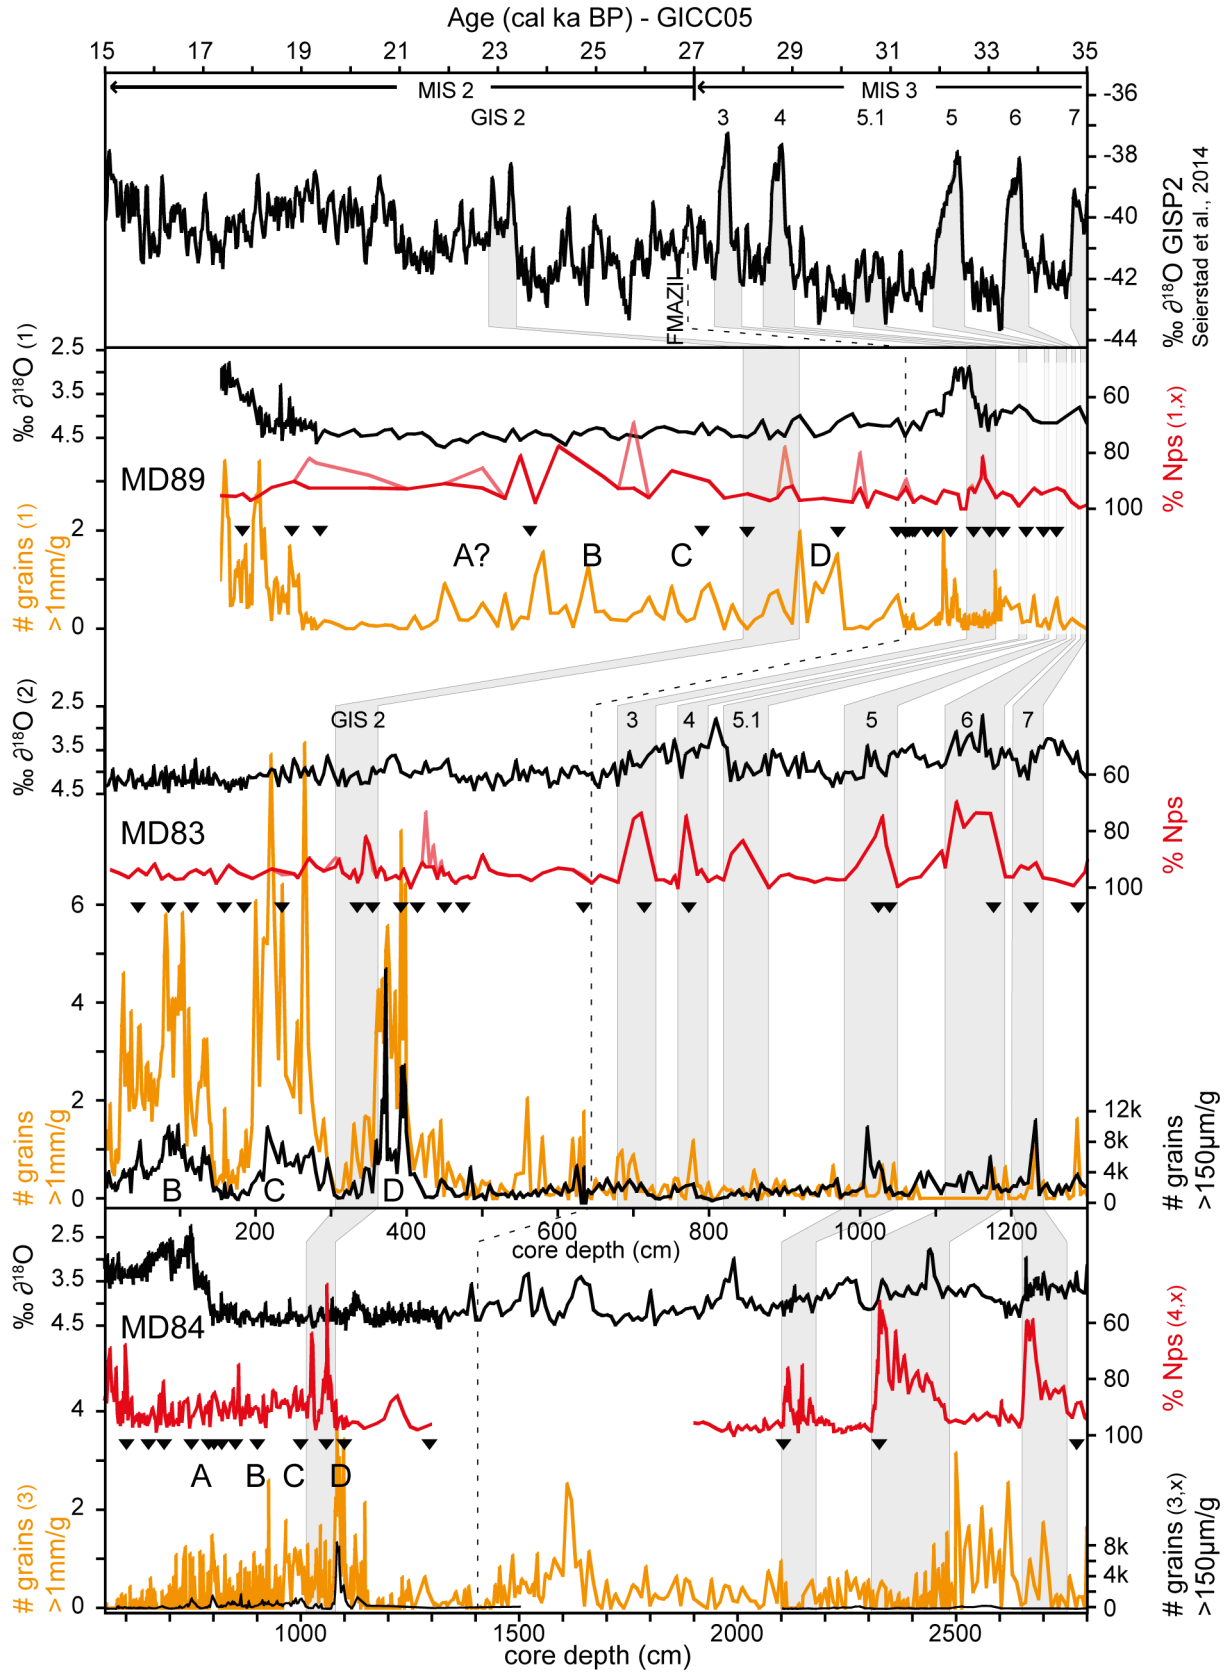 Age (cal ka BP) - GICC05
15 17 19 21 23 25 27 29 31 33 35
MIS 2 MIS 3
GIS 2 3 4 5.1 5 6 7
-36
-38
-40
-42
-44
‰ ∂¹⁸O GISP2
Seierstad et al., 2014
FMAZII
‰ ∂¹⁸O (1)
2.5
3.5
4.5
MD89
60
80
100
% Nps (1,x)
# grains (1)
>1mm/g
2
0
A? B C D
‰ ∂¹⁸O (2)
2.5
3.5
4.5
GIS 2 3 4 5.1 5 6 7
MD83
60
80
100
% Nps
6
4
2
0
# grains
>1mm/g
B C D
12k
8k
4k
0
# grains
>150µm/g
200 400 600 800 1000 1200
core depth (cm)
‰ ∂¹⁸O
2.5
3.5
4.5
MD84
60
80
100
% Nps (4,x)
4
2
0
A B C D
# grains (3)
>1mm/g
8k
4k
0
# grains (3,x)
>150µm/g
1000 1500 2000 2500
core depth (cm)